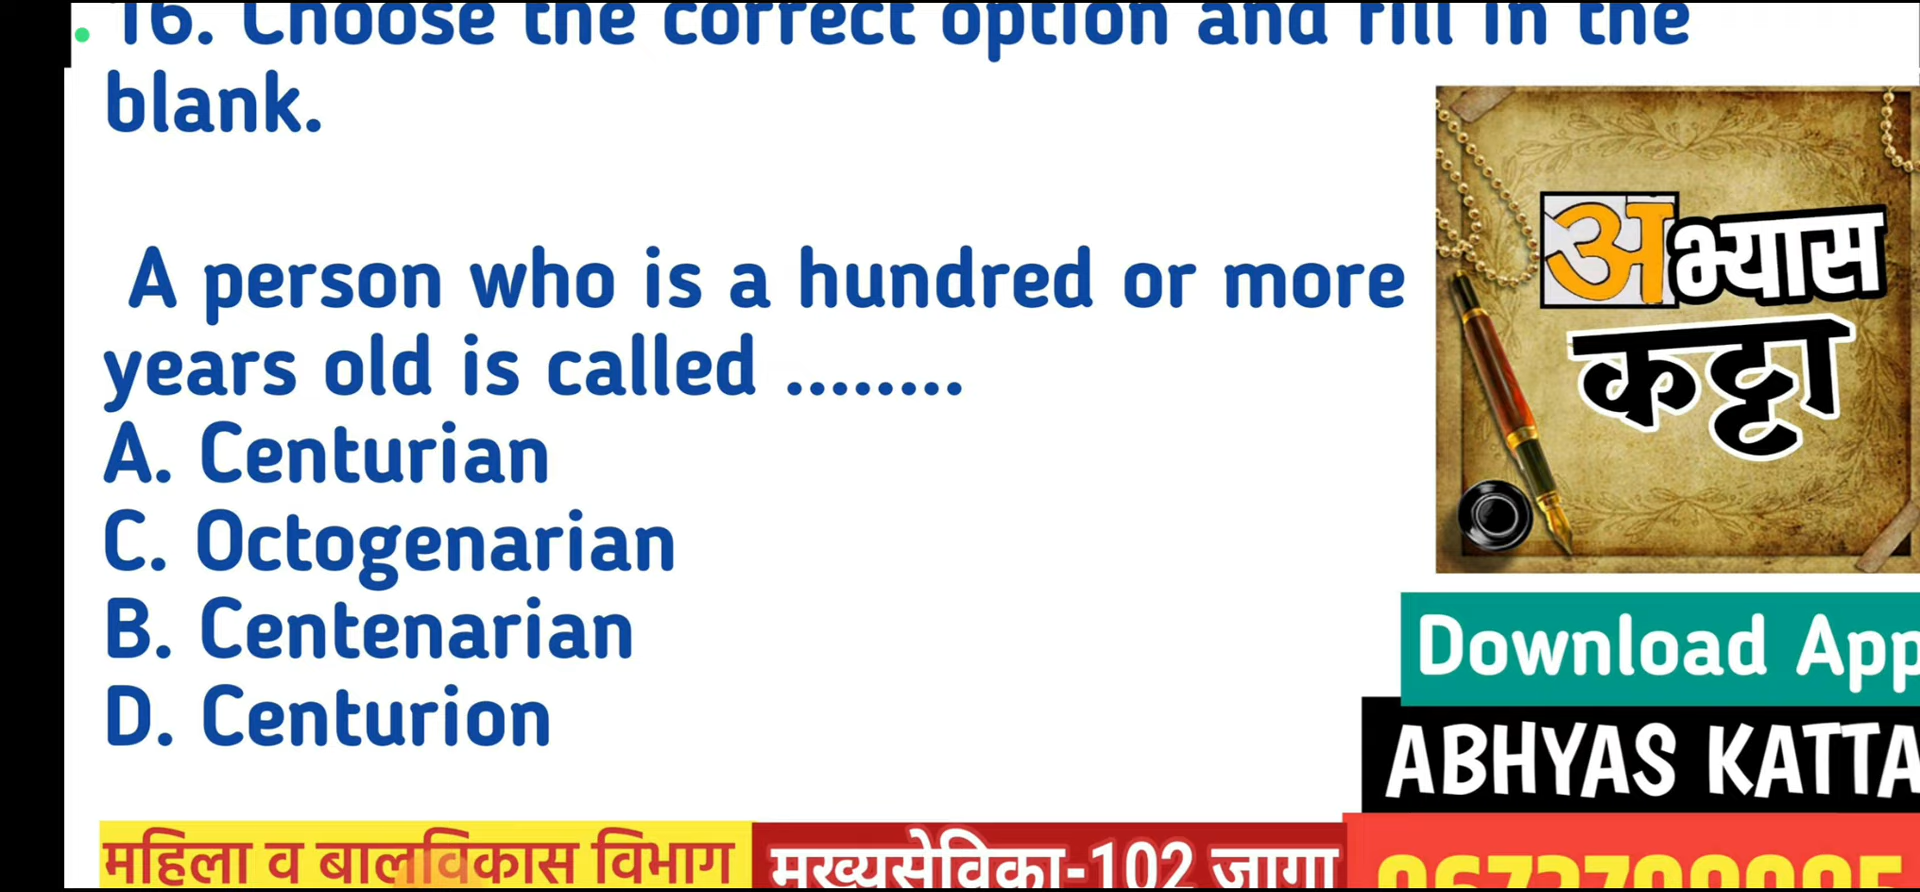 16. Choose the correct option and fill in the
blank.
A person who is a hundred or more
years old is called ........
A. Centurian
C. Octogenarian
B. Centenarian
D. Centurion
अभ्यास
कट्टा
Download App
ABHYAS KATTA
महिला व बालविकास विभाग
मुख्यसेविका-102 जागा